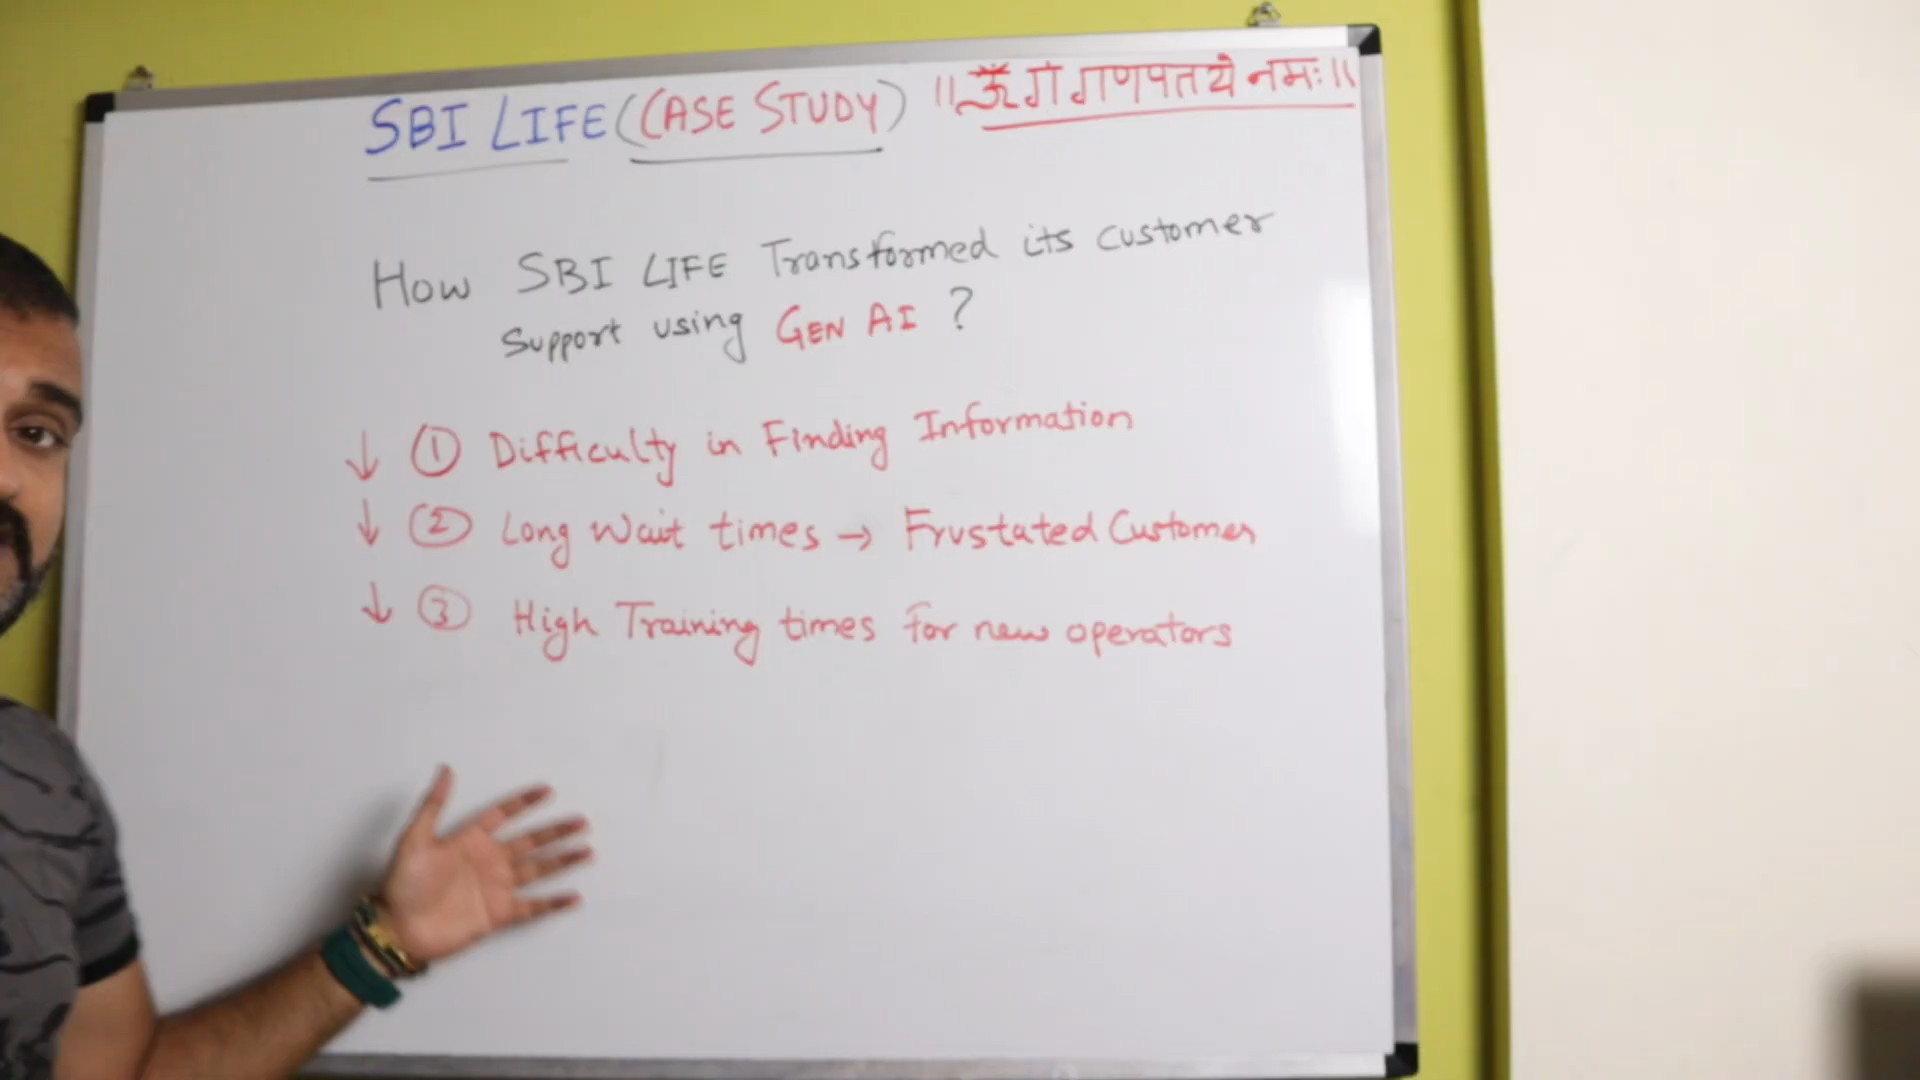 SBI LIFE (CASE STUDY) ||ॐ गं गणपतये नमः||
How SBI LIFE Transformed its customer
support using GEN AI ?
↓ ① Difficulty in Finding Information
↓ ② Long Wait times → Frustated Customer
↓ ③ High Training times for new operators